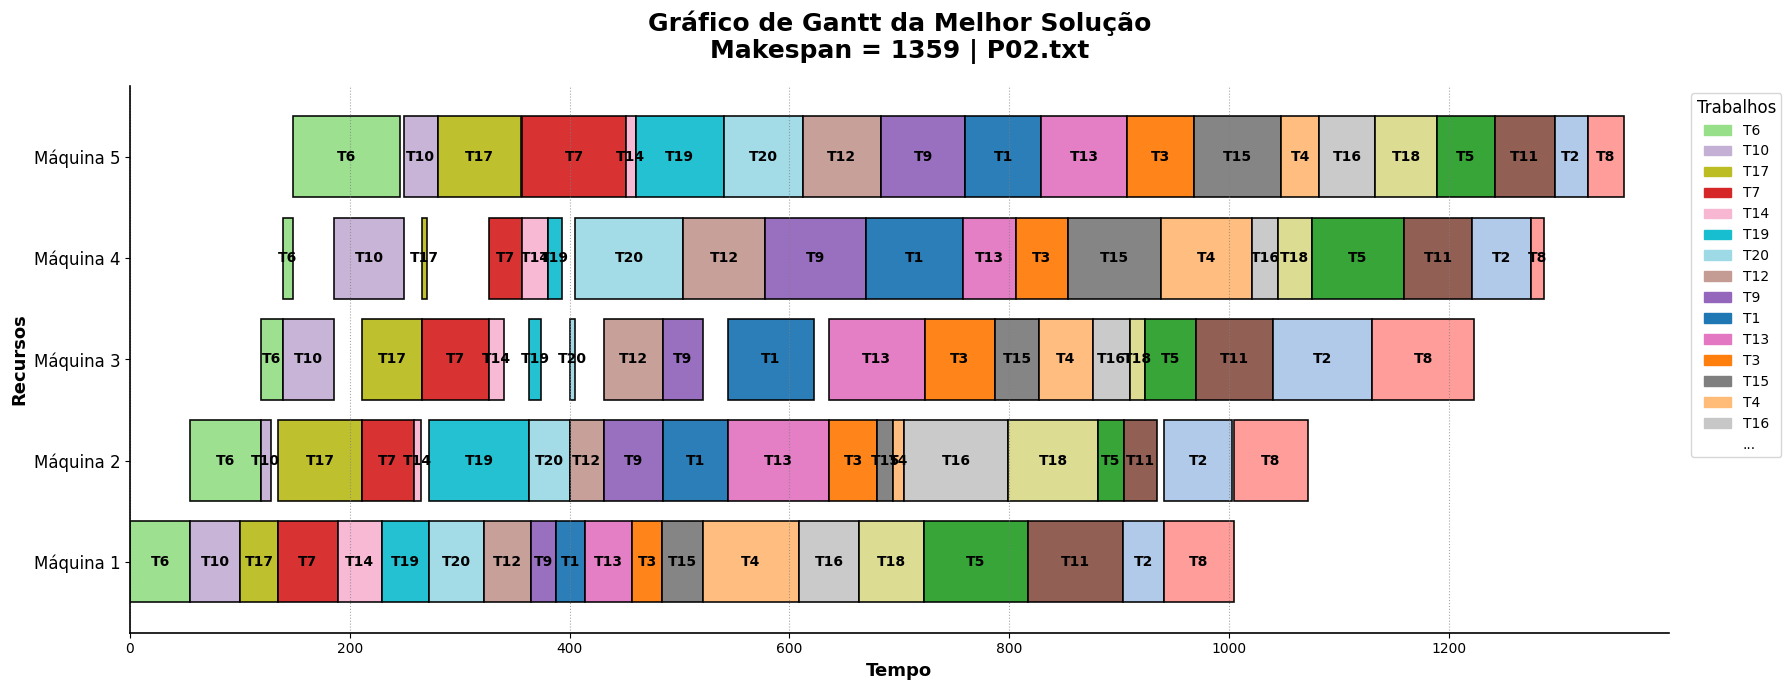 Gráfico de Gantt da Melhor Solução
Makespan = 1359 | P02.txt
Máquina 5
T6 T10 T17 T7 T14 T19 T20 T12 T9 T1 T13 T3 T15 T4 T16 T18 T5 T11 T2 T8
Máquina 4
T6 T10 T17 T7 T14 T19 T20 T12 T9 T1 T13 T3 T15 T4 T16 T18 T5 T11 T2 T8
Máquina 3
T6 T10 T17 T7 T14 T19 T20 T12 T9 T1 T13 T3 T15 T4 T16 T18 T5 T11 T2 T8
Máquina 2
T6 T10 T17 T7 T14 T19 T20 T12 T9 T1 T13 T3 T15 T4 T16 T18 T5 T11 T2 T8
Máquina 1
T6 T10 T17 T7 T14 T19 T20 T12 T9 T1 T13 T3 T15 T4 T16 T18 T5 T11 T2 T8
Recursos
0 200 400 600 800 1000 1200
Tempo
Trabalhos
T6
T10
T17
T7
T14
T19
T20
T12
T9
T1
T13
T3
T15
T4
T16
...